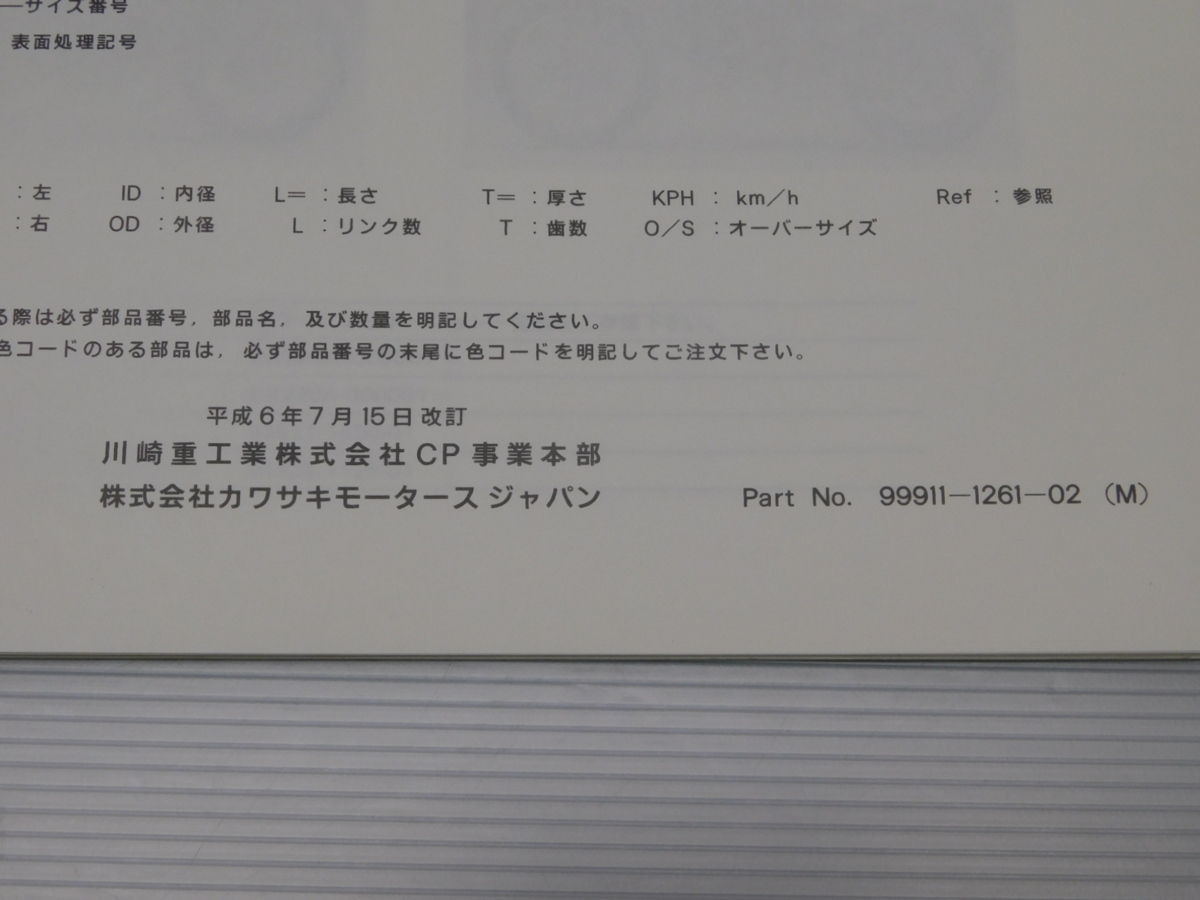 サイズ番号
表面処理記号
：左 ID ：内径 L＝ ：長さ T＝ ：厚さ KPH ： km／h Ref ：参照
：右 OD ：外径 L ：リンク数 T ：歯数 O／S ：オーバーサイズ
る際は必ず部品番号，部品名，及び数量を明記してください。
色コードのある部品は，必ず部品番号の末尾に色コードを明記してご注文下さい。
平成6年7月15日改訂
川崎重工業株式会社CP事業本部
株式会社カワサキモータース ジャパン
Part No. 99911－1261－02 （M）